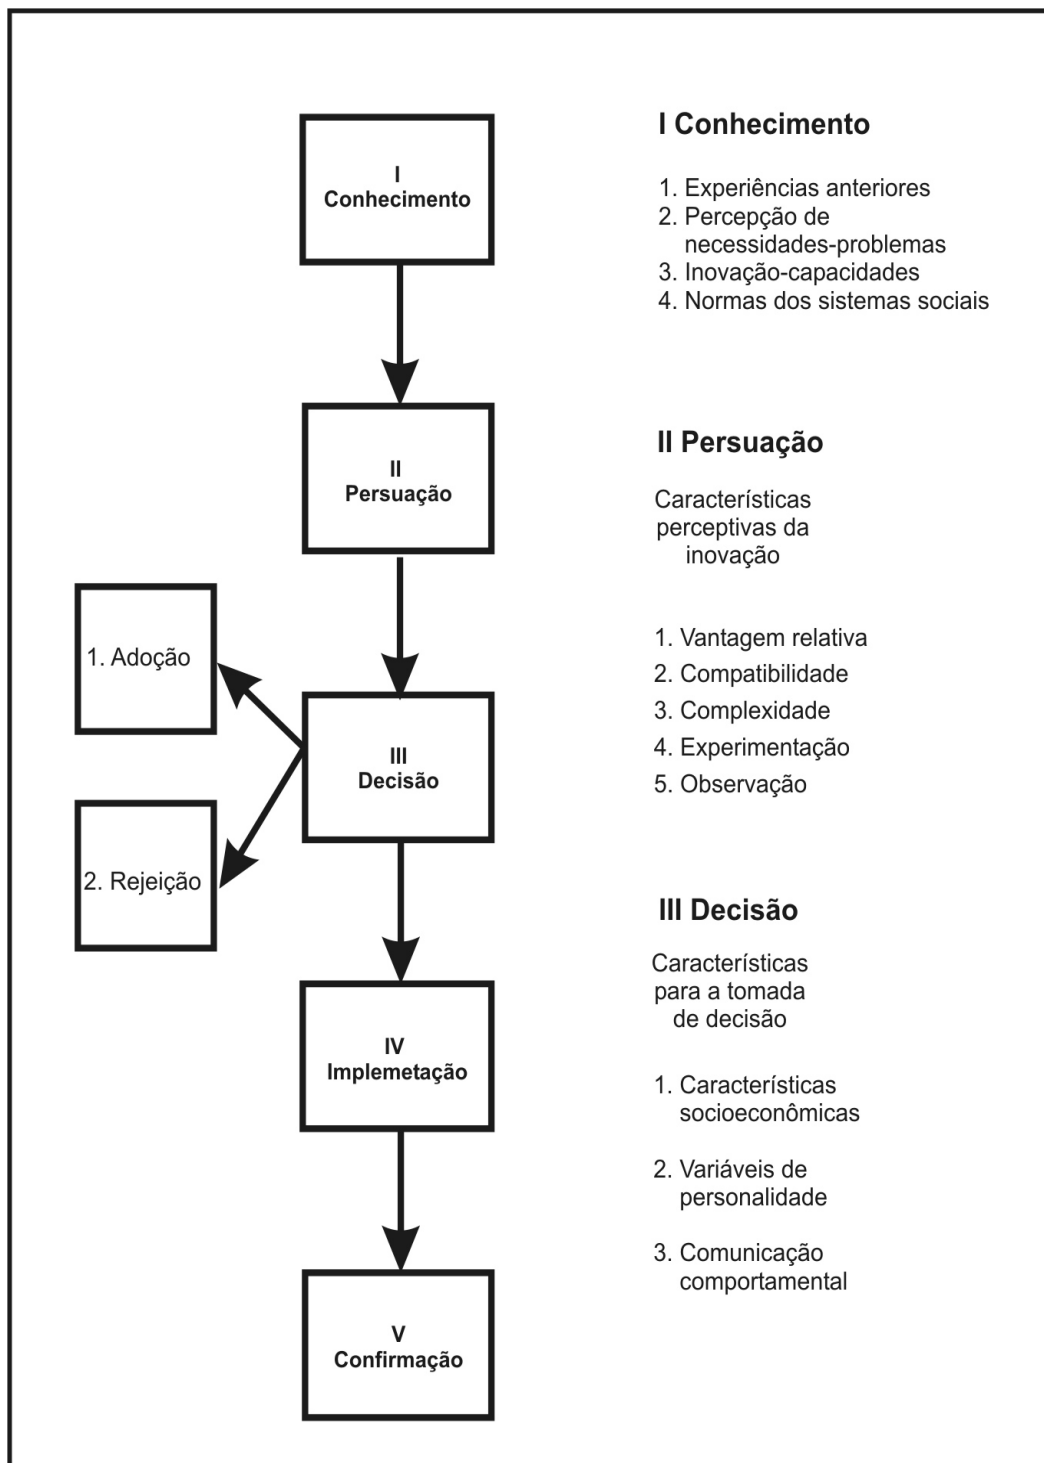 I
Conhecimento
II
Persuação
1. Adoção
2. Rejeição
III
Decisão
IV
Implemetação
V
Confirmação
I Conhecimento
1. Experiências anteriores
2. Percepção de
necessidades-problemas
3. Inovação-capacidades
4. Normas dos sistemas sociais
II Persuação
Características
perceptivas da
inovação
1. Vantagem relativa
2. Compatibilidade
3. Complexidade
4. Experimentação
5. Observação
III Decisão
Características
para a tomada
de decisão
1. Características
socioeconômicas
2. Variáveis de
personalidade
3. Comunicação
comportamental